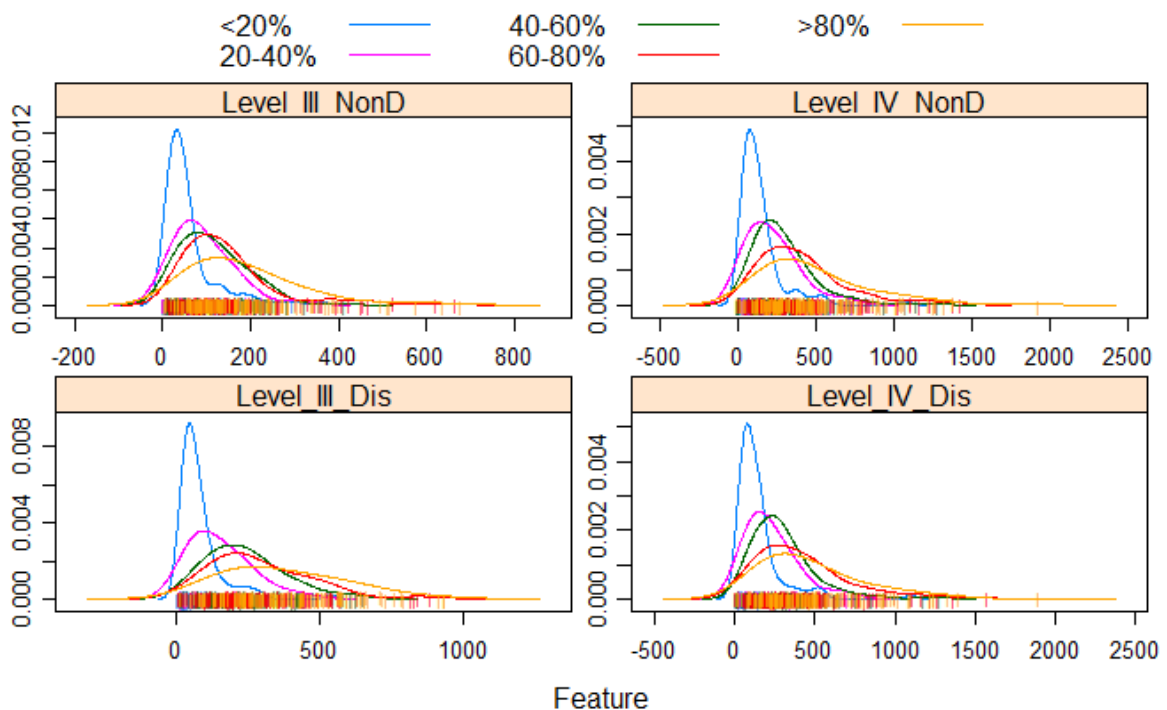 <20% 40-60% >80%
20-40% 60-80%
Level_III_NonD Level_IV_NonD
0.000 0.004 0.008 0.012
0.000 0.002 0.004
-200 0 200 400 600 800
-500 0 500 1000 1500 2000 2500
Level_III_Dis Level_IV_Dis
0.000 0.004 0.008
0.000 0.002 0.004
0 500 1000
-500 0 500 1000 1500 2000 2500
Feature